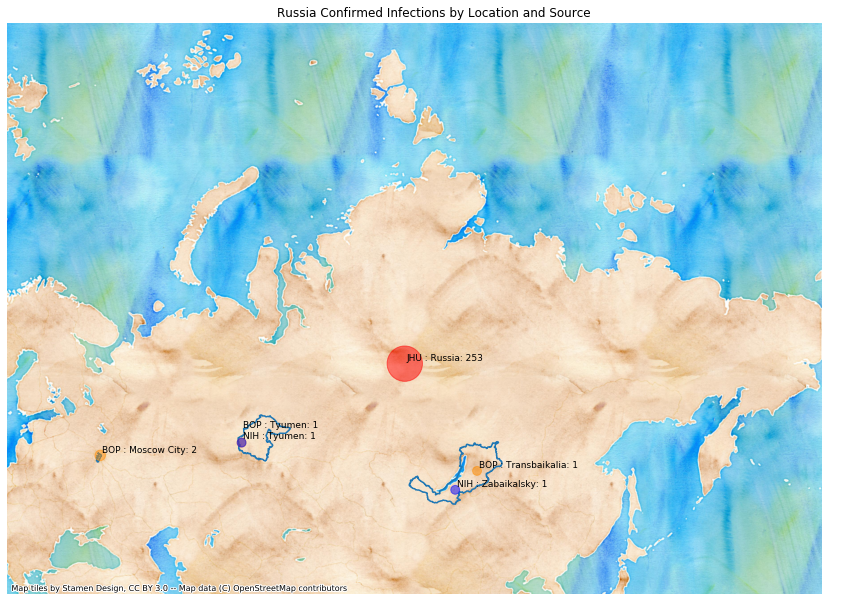 Russia Confirmed Infections by Location and Source
JHU : Russia: 253
BOP : Tyumen: 1
NIH : Tyumen: 1
BOP : Moscow City: 2
BOP : Transbaikalia: 1
NIH : Zabaikalsky: 1
Map tiles by Stamen Design, CC BY 3.0 -- Map data (C) OpenStreetMap contributors